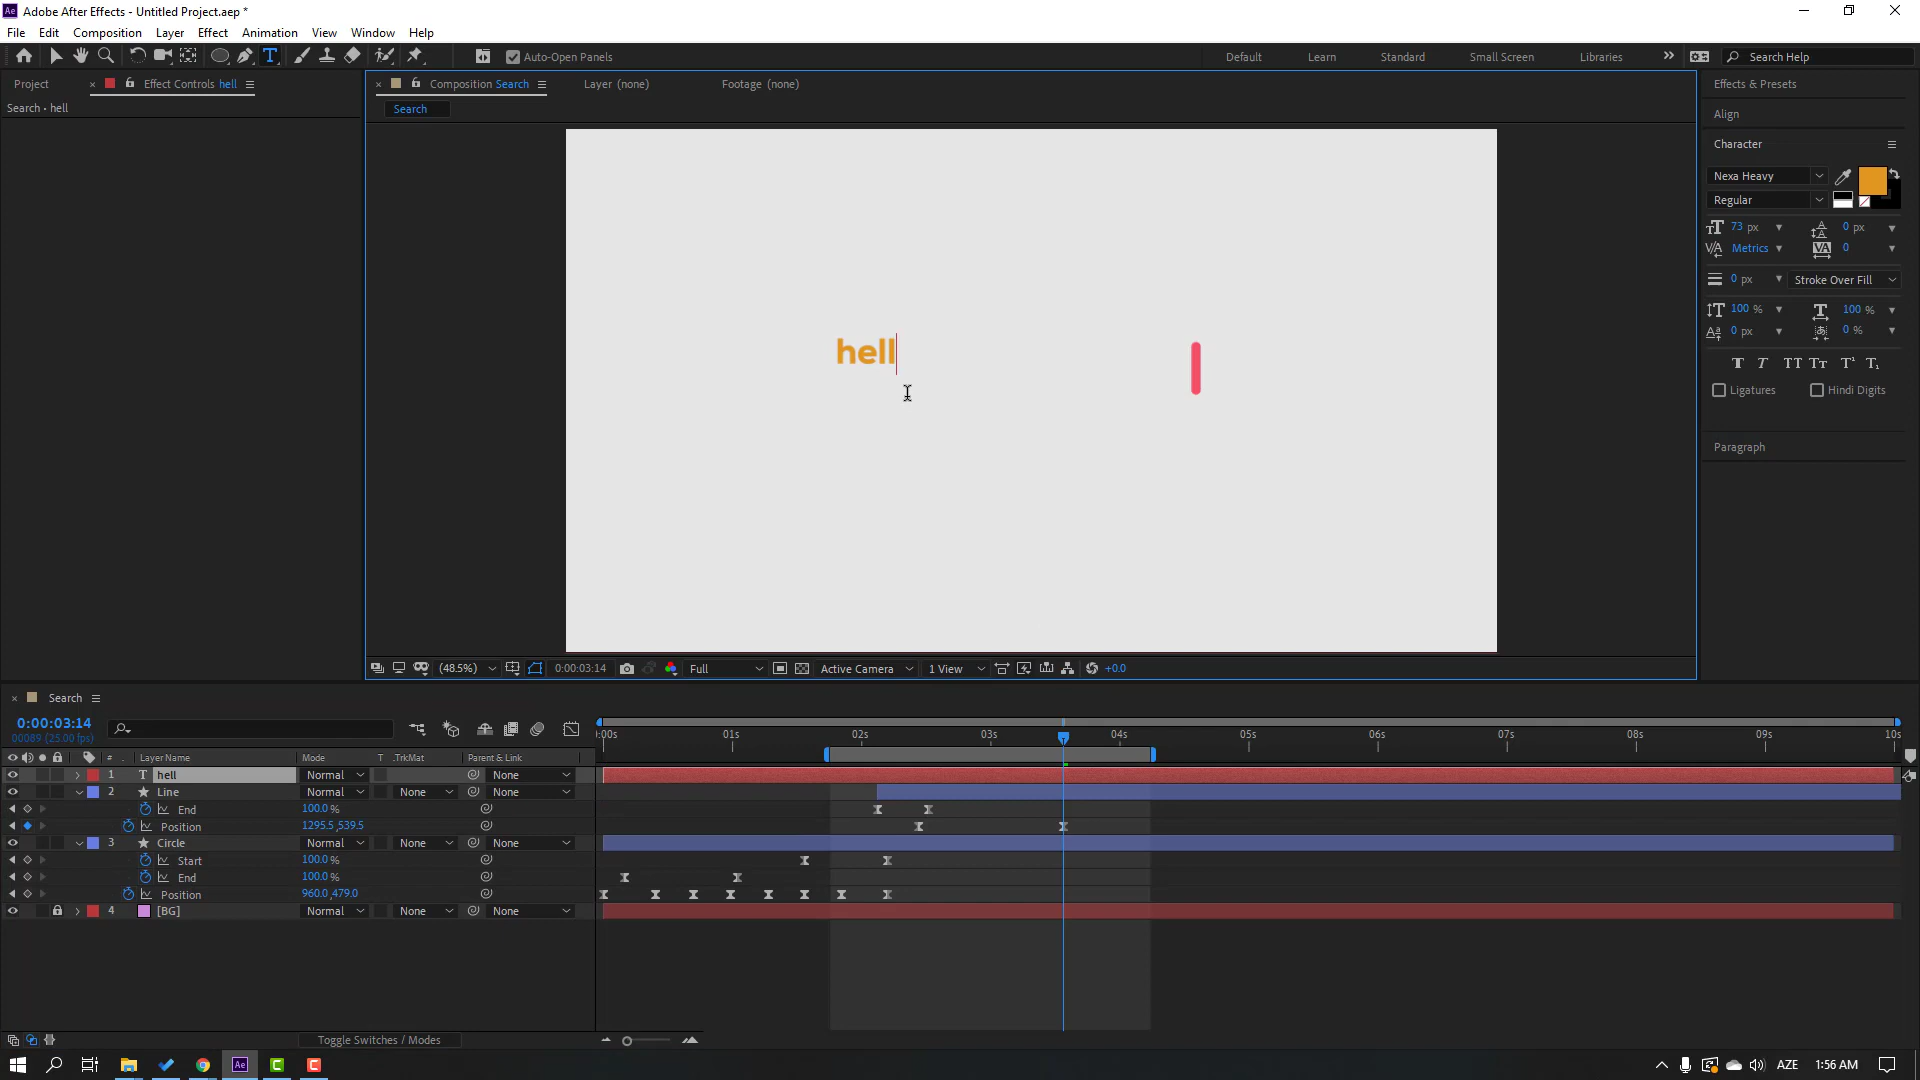 Adobe After Effects - Untitled Project.aep *
File Edit Composition Layer Effect Animation View Window Help
Auto-Open Panels
Default Learn Standard Small Screen Libraries
Search Help
Project
Effect Controls hell
Composition Search
Layer (none)
Footage (none)
Search • hell
Search
hell
Effects & Presets
Align
Character
Nexa Heavy
Regular
73 px
0 px
Metrics
0
0 px
Stroke Over Fill
100 %
100 %
0 px
0 %
Ligatures
Hindi Digits
Paragraph
(48.5%)
0:00:03:14
Full
Active Camera
1 View
+0.0
Search
0:00:03:14
00089 (25.00 fps)
:00s 01s 02s 03s 04s 05s 06s 07s 08s 09s 10s
# Layer Name Mode T .TrkMat Parent & Link
1 T hell Normal None
2 Line Normal None None
End 100.0 %
Position 1295.5,539.5
3 Circle Normal None None
Start 100.0 %
End 100.0 %
Position 960.0,479.0
4 [BG] Normal None None
Toggle Switches / Modes
AZE 1:56 AM